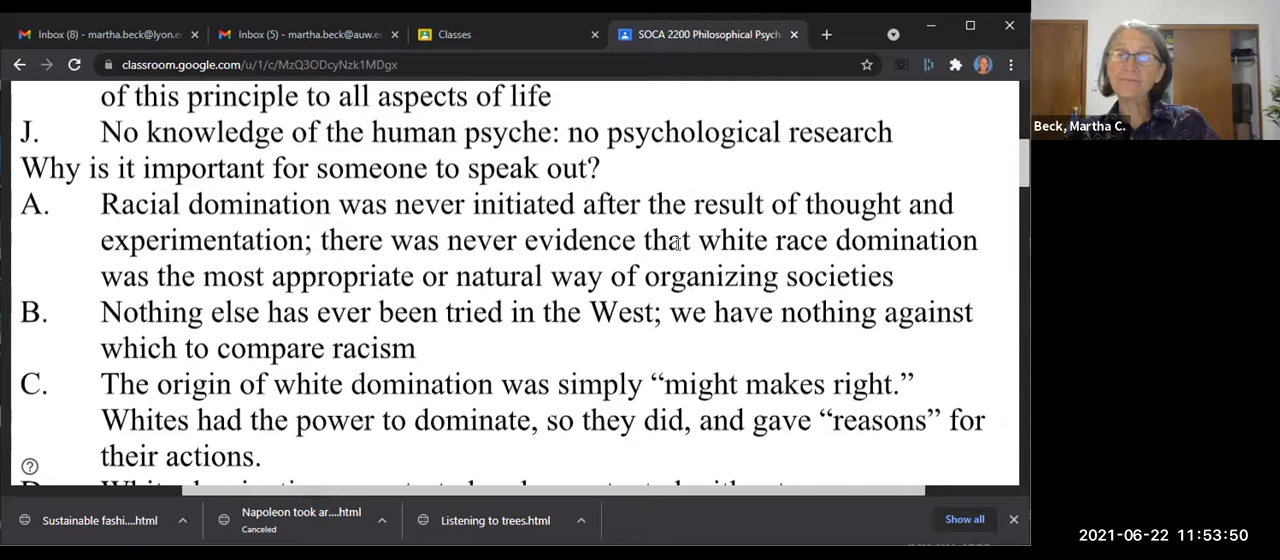 Inbox (8) - martha.beck@lyon.e
Inbox (5) - martha.beck@auw.e
Classes
SOCA 2200 Philosophical Psych
classroom.google.com/u/1/c/MzQ3ODcyNzk1MDgx
Beck, Martha C.
of this principle to all aspects of life
J. No knowledge of the human psyche: no psychological research
Why is it important for someone to speak out?
A. Racial domination was never initiated after the result of thought and
experimentation; there was never evidence that white race domination
was the most appropriate or natural way of organizing societies
B. Nothing else has ever been tried in the West; we have nothing against
which to compare racism
C. The origin of white domination was simply “might makes right.”
Whites had the power to dominate, so they did, and gave “reasons” for
their actions.
Sustainable fashi....html
Napoleon took ar....html
Canceled
Listening to trees.html
Show all
2021-06-22 11:53:50